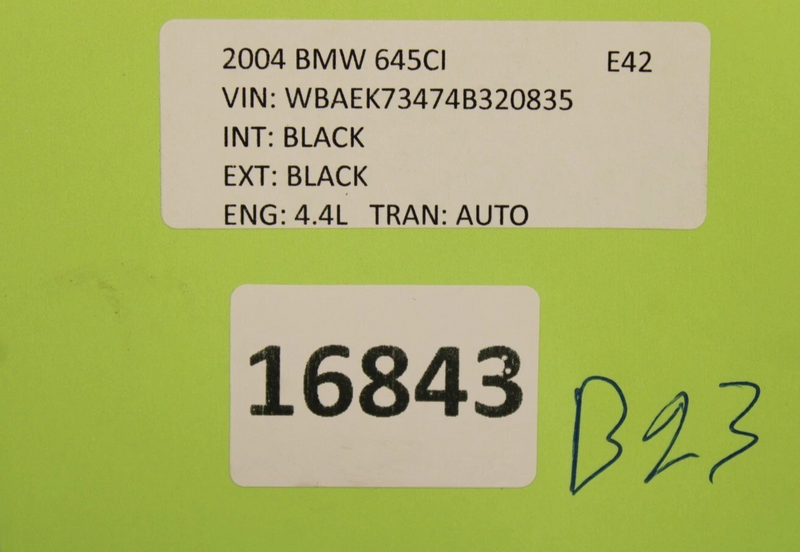 2004 BMW 645CI E42
VIN: WBAEK73474B320835
INT: BLACK
EXT: BLACK
ENG: 4.4L TRAN: AUTO
16843
B23